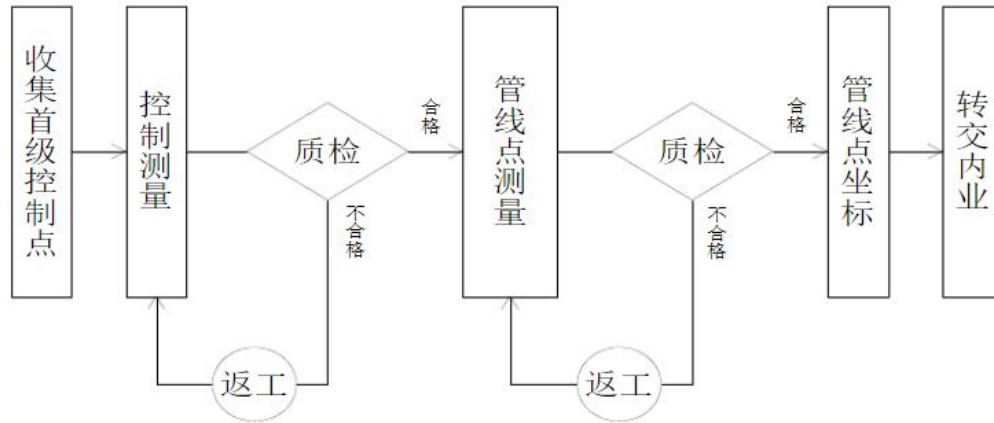 收集首级控制点
控制测量
质检
合格
不合格
返工
管线点测量
质检
合格
不合格
返工
管线点坐标
转交内业